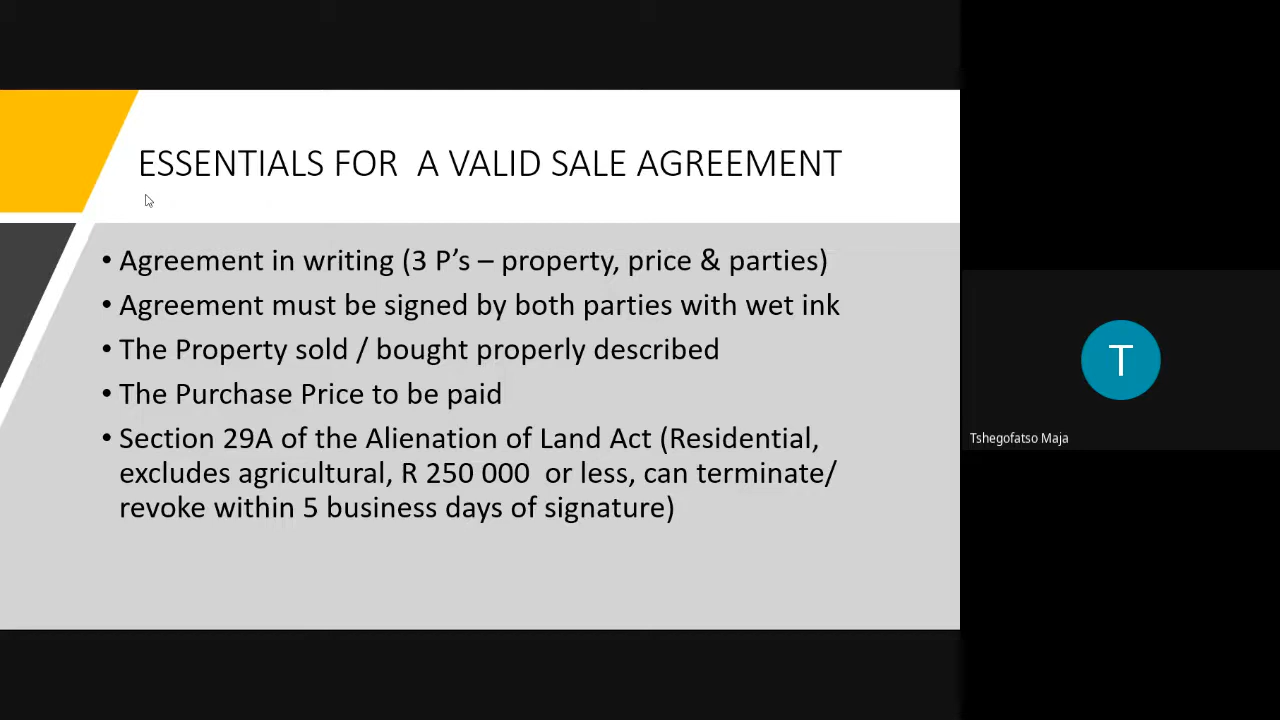 ESSENTIALS FOR A VALID SALE AGREEMENT
• Agreement in writing (3 P’s – property, price & parties)
• Agreement must be signed by both parties with wet ink
• The Property sold / bought properly described
• The Purchase Price to be paid
• Section 29A of the Alienation of Land Act (Residential,
excludes agricultural, R 250 000 or less, can terminate/
revoke within 5 business days of signature)
T
Tshegofatso Maja